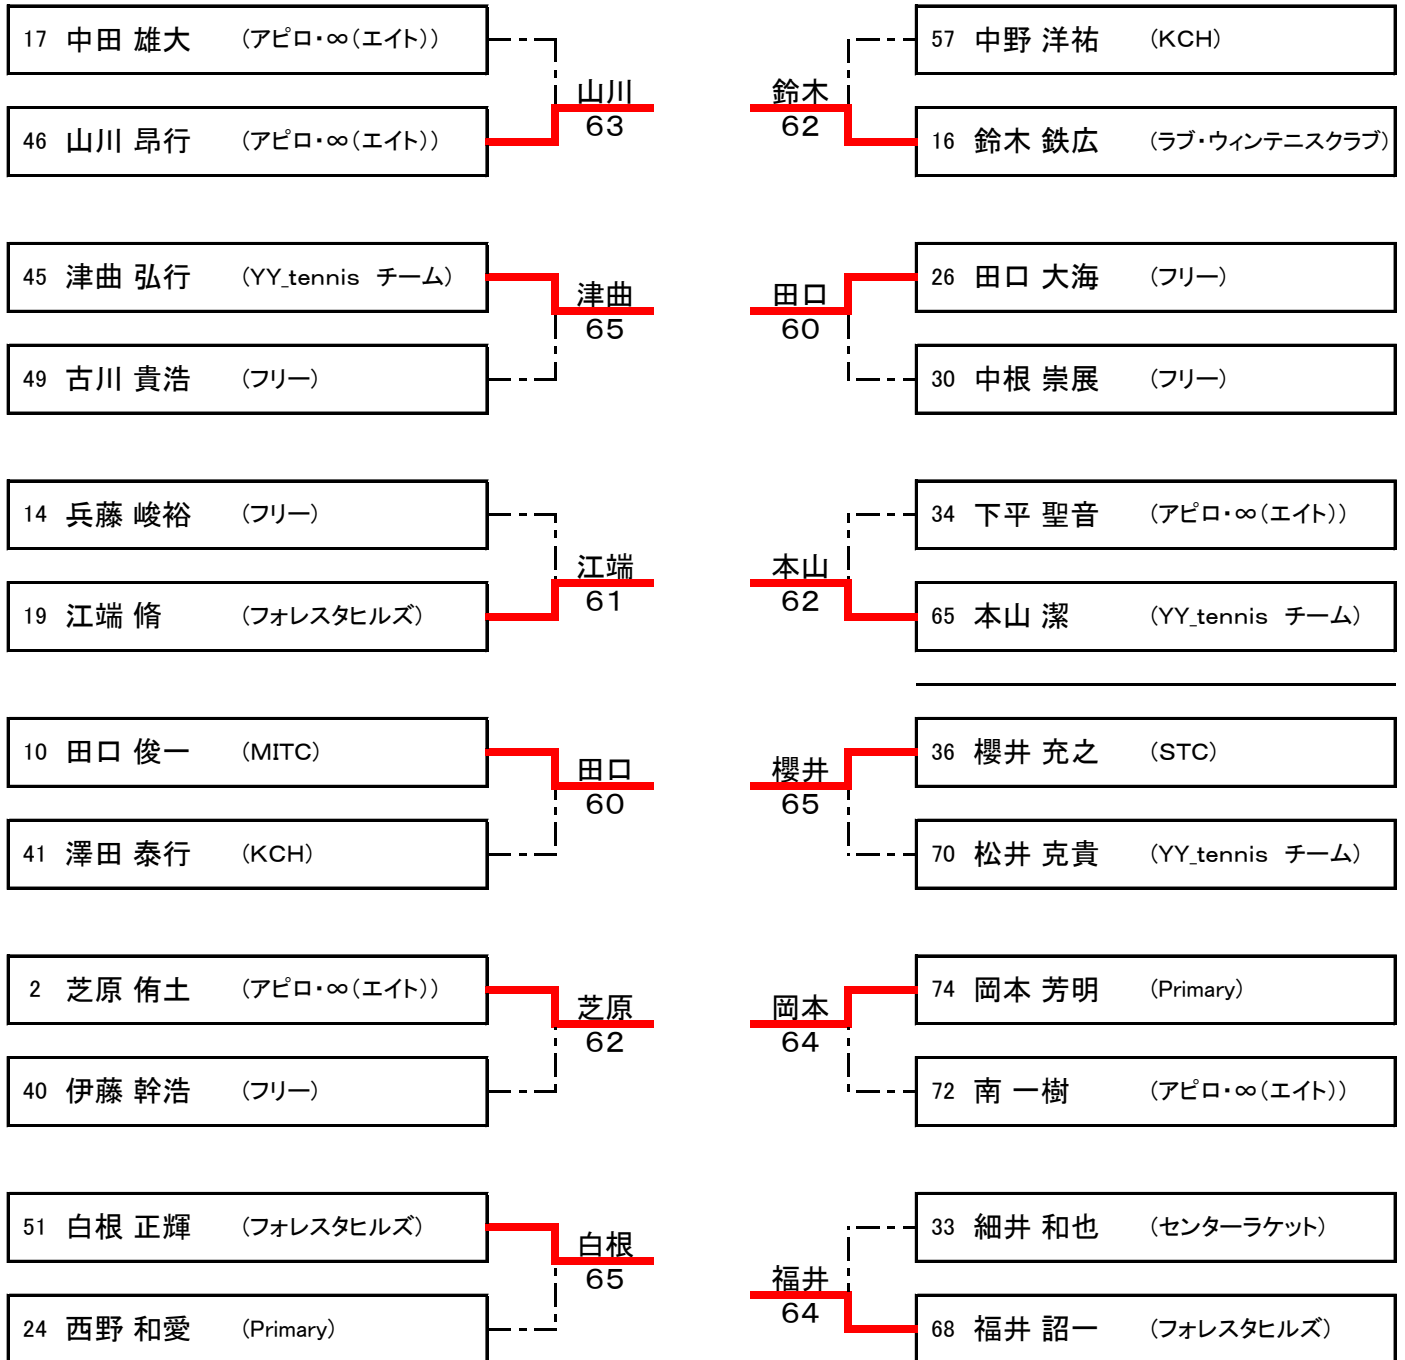 17 中田 雄大 (アピロ・∞(エイト))
山川
63
46 山川 昂行 (アピロ・∞(エイト))
45 津曲 弘行 (YY_tennis チーム)
津曲
65
49 古川 貴浩 (フリー)
14 兵藤 峻裕 (フリー)
江端
61
19 江端 脩 (フォレスタヒルズ)
10 田口 俊一 (MITC)
田口
60
41 澤田 泰行 (KCH)
2 芝原 侑土 (アピロ・∞(エイト))
芝原
62
40 伊藤 幹浩 (フリー)
51 白根 正輝 (フォレスタヒルズ)
白根
65
24 西野 和愛 (Primary)
57 中野 洋祐 (KCH)
鈴木
62
16 鈴木 鉄広 (ラブ・ウィンテニスクラブ)
26 田口 大海 (フリー)
田口
60
30 中根 崇展 (フリー)
34 下平 聖音 (アピロ・∞(エイト))
本山
62
65 本山 潔 (YY_tennis チーム)
36 櫻井 充之 (STC)
櫻井
65
70 松井 克貴 (YY_tennis チーム)
74 岡本 芳明 (Primary)
岡本
64
72 南 一樹 (アピロ・∞(エイト))
33 細井 和也 (センターラケット)
福井
64
68 福井 詔一 (フォレスタヒルズ)